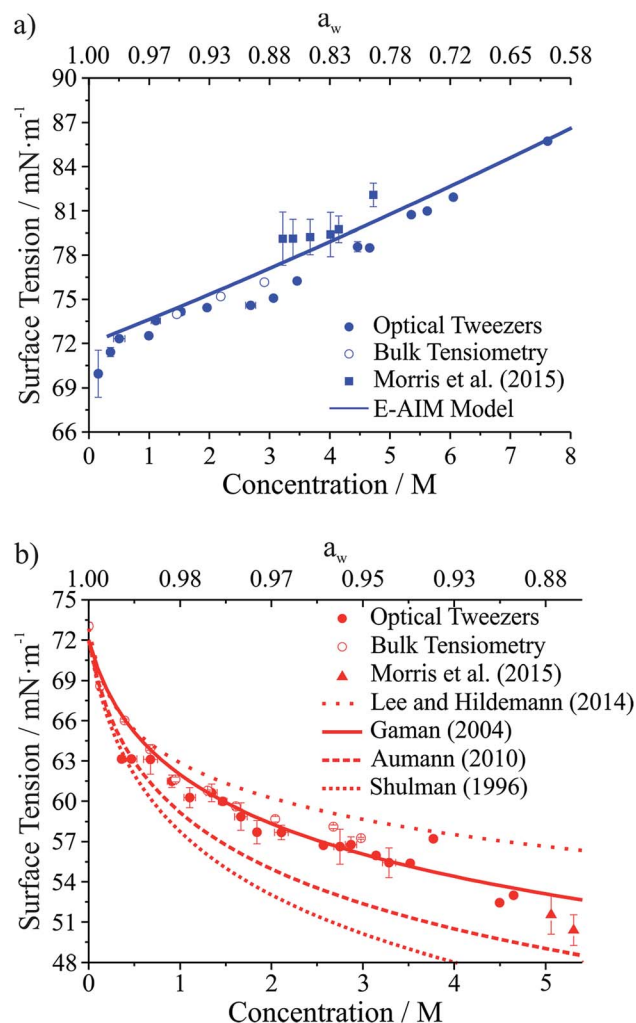 a)
a_w
1.00 0.97 0.93 0.88 0.83 0.78 0.72 0.65 0.58
90
87
84
81
78
75
72
69
66
Surface Tension / mN·m⁻¹
Optical Tweezers
Bulk Tensiometry
Morris et al. (2015)
E-AIM Model
0 1 2 3 4 5 6 7 8
Concentration / M
b)
a_w
1.00 0.98 0.97 0.95 0.93 0.88
75
72
69
66
63
60
57
54
51
48
Surface Tension / mN·m⁻¹
Optical Tweezers
Bulk Tensiometry
Morris et al. (2015)
Lee and Hildemann (2014)
Gaman (2004)
Aumann (2010)
Shulman (1996)
0 1 2 3 4 5
Concentration / M